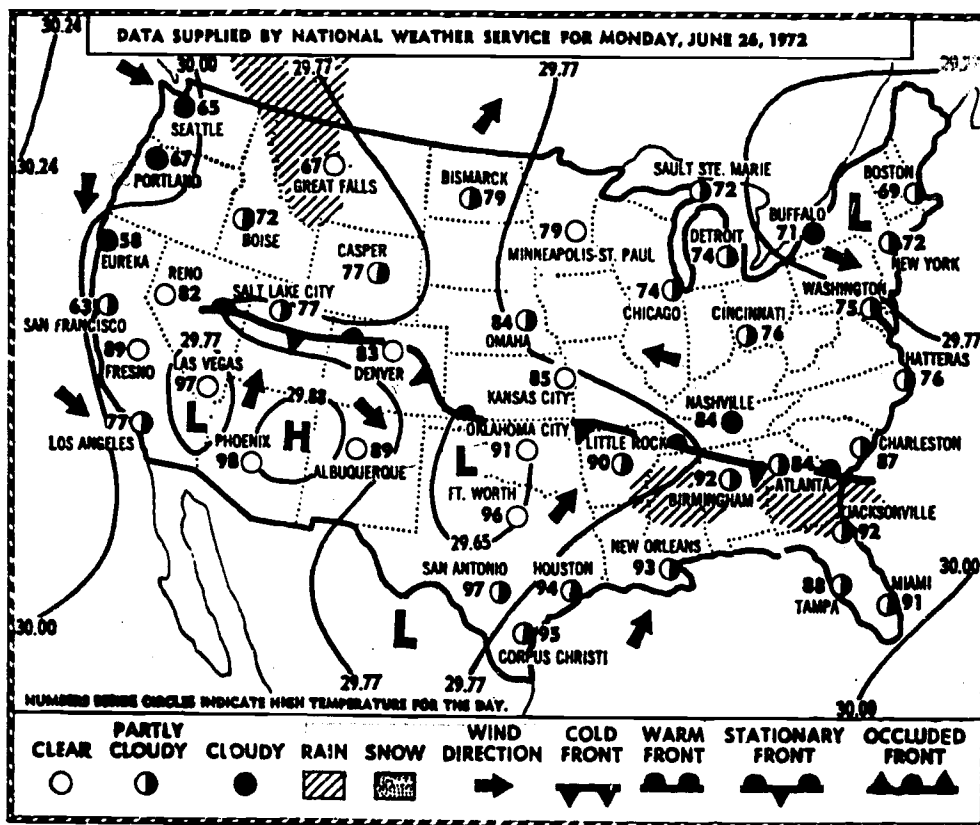 DATA SUPPLIED BY NATIONAL WEATHER SERVICE FOR MONDAY, JUNE 26, 1972
30.24
30.00
29.77
29.77
30.24
65
SEATTLE
67
PORTLAND
67
GREAT FALLS
BISMARCK
79
SAULT STE. MARIE
72
BOSTON
69
L
58
EUREKA
72
BOISE
CASPER
77
79
MINNEAPOLIS-ST. PAUL
DETROIT
74
BUFFALO
71
72
NEW YORK
RENO
82
SALT LAKE CITY
77
63
SAN FRANCISCO
84
OMAHA
74
CHICAGO
CINCINNATI
76
WASHINGTON
75
29.77
HATTERAS
76
89
FRESNO
29.77
LAS VEGAS
97
L
83
DENVER
85
KANSAS CITY
NASHVILLE
84
77
LOS ANGELES
29.88
H
PHOENIX
98
89
ALBUQUERQUE
OKLAHOMA CITY
91
L
LITTLE ROCK
90
92
BIRMINGHAM
84
ATLANTA
CHARLESTON
87
FT. WORTH
96
29.65
JACKSONVILLE
92
SAN ANTONIO
97
HOUSTON
94
NEW ORLEANS
93
88
TAMPA
MIAMI
91
30.00
30.00
L
95
CORPUS CHRISTI
29.77
29.77
30.00
NUMBERS BESIDE CIRCLES INDICATE HIGH TEMPERATURE FOR THE DAY.
CLEAR
PARTLY CLOUDY
CLOUDY
RAIN
SNOW
WIND DIRECTION
COLD FRONT
WARM FRONT
STATIONARY FRONT
OCCLUDED FRONT